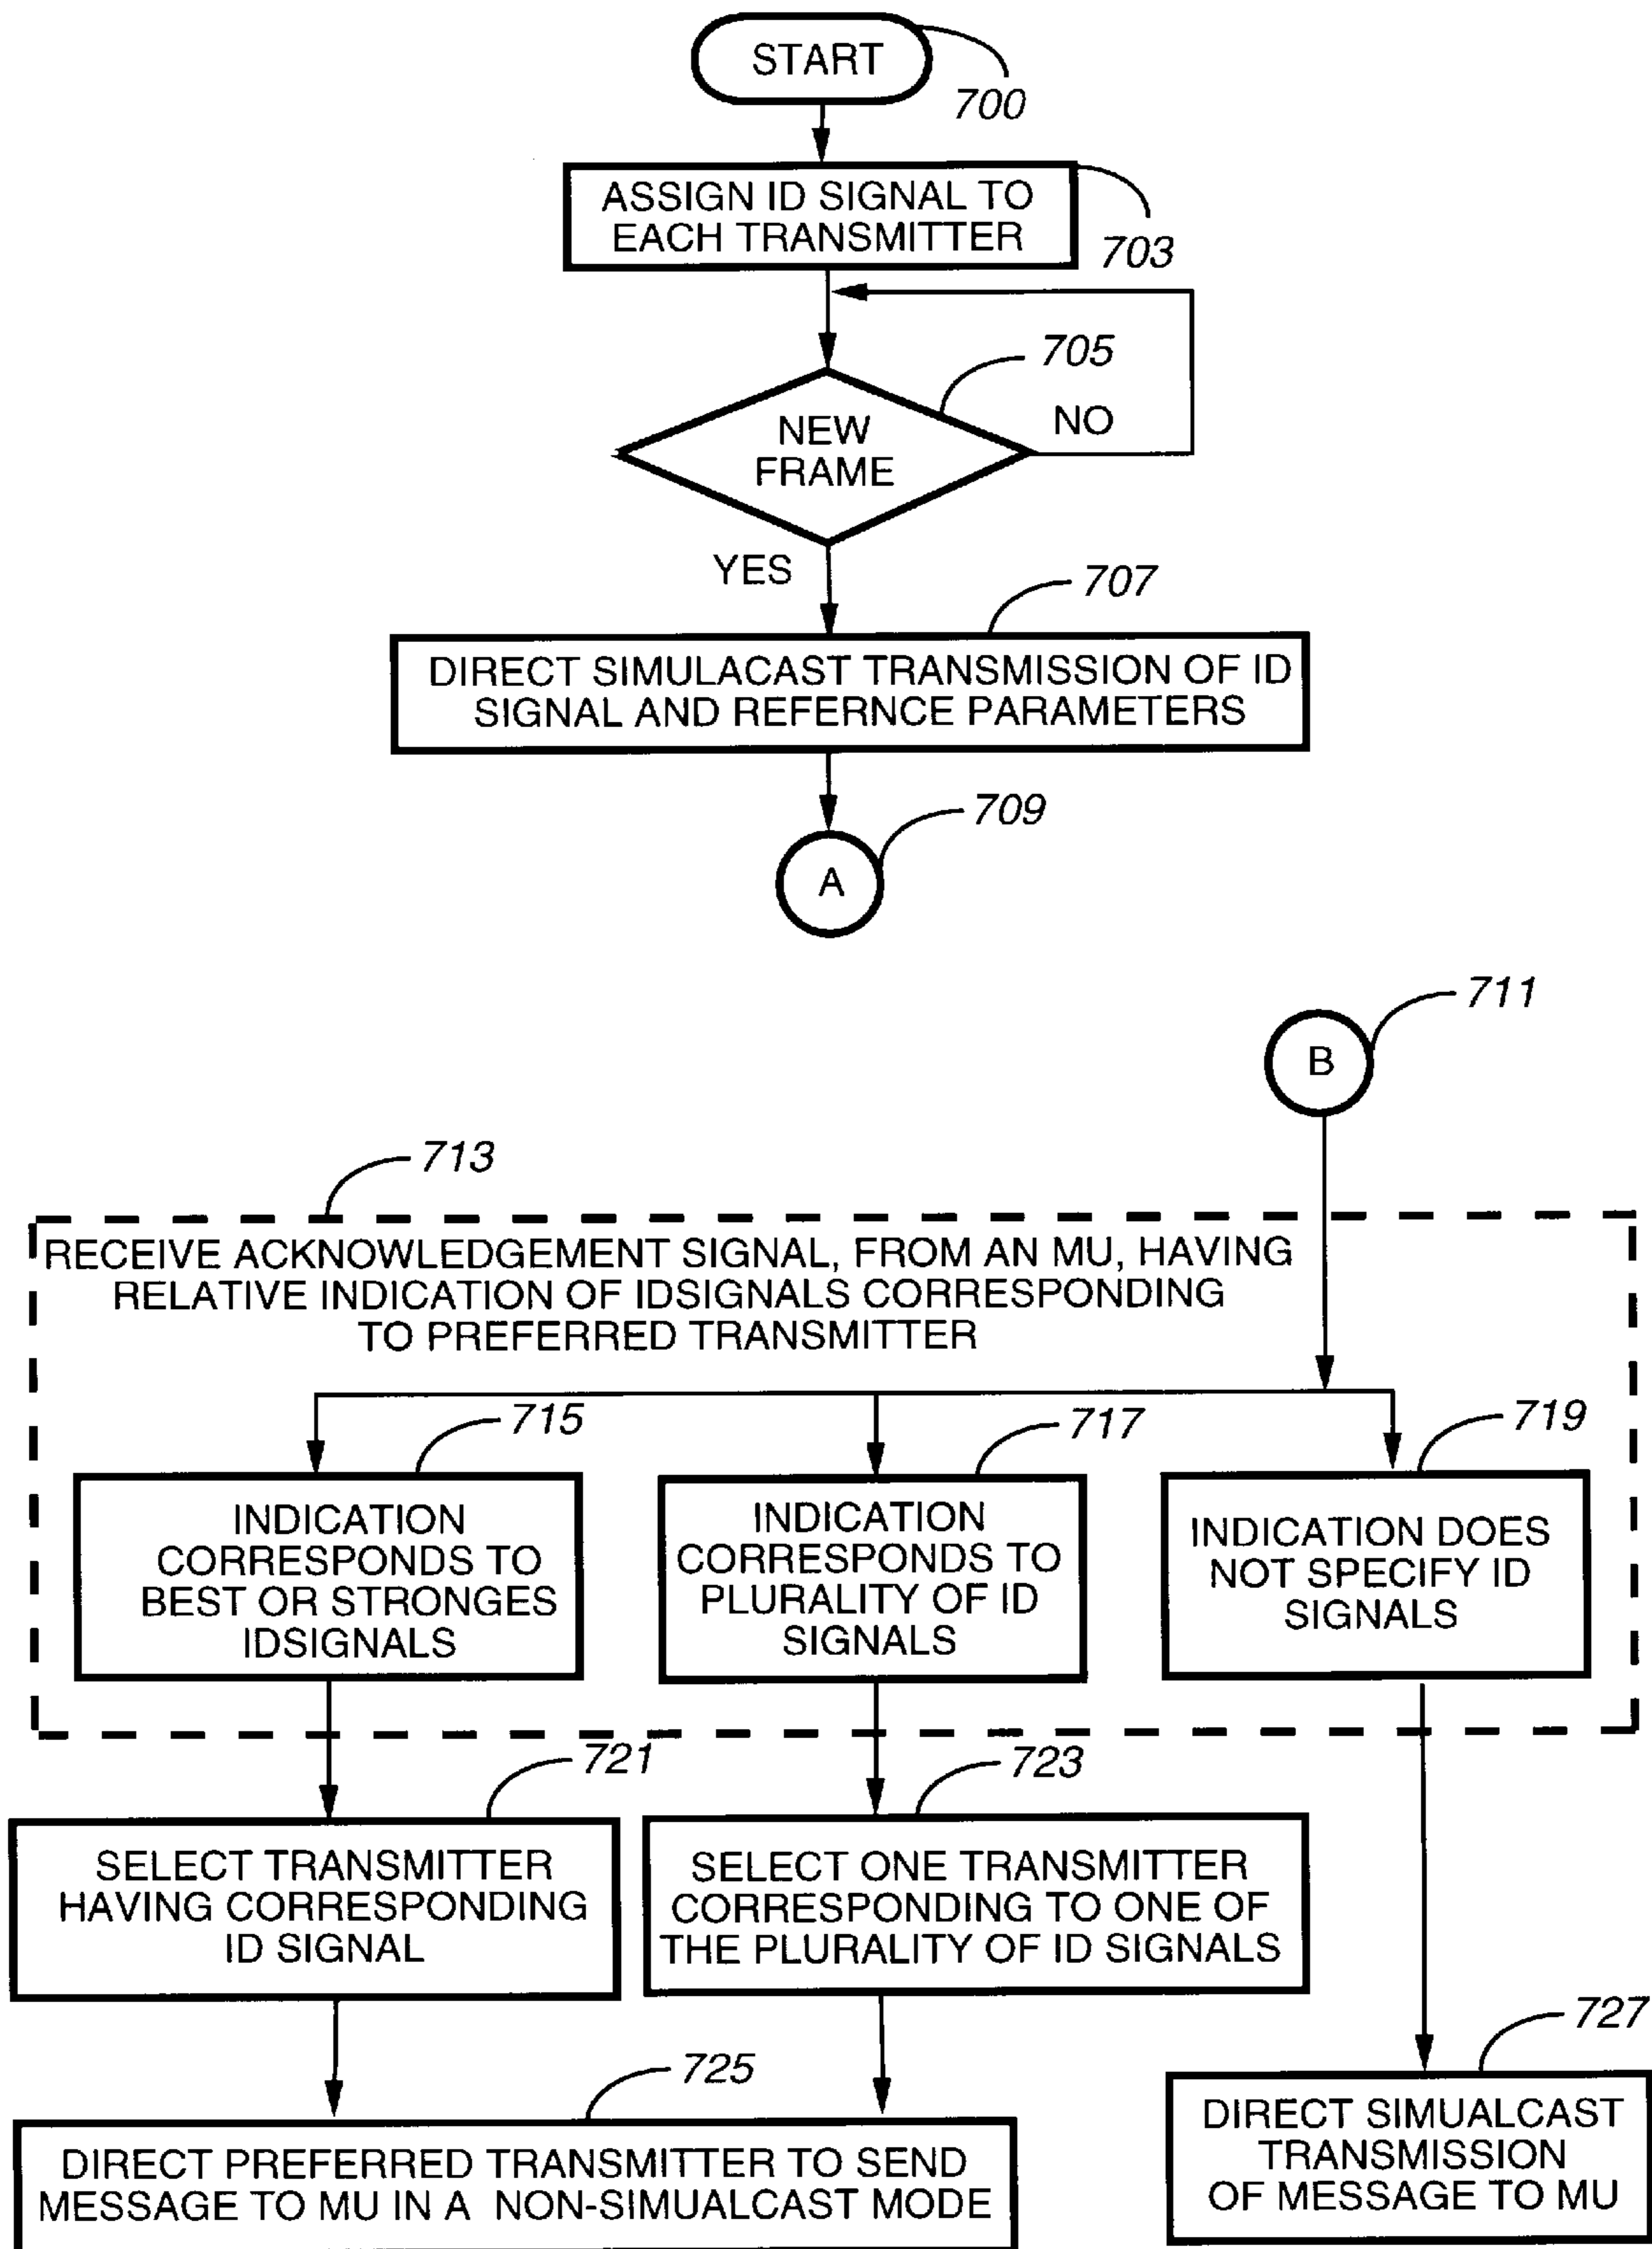 START
700
ASSIGN ID SIGNAL TO
EACH TRANSMITTER
703
705
NEW
FRAME
NO
YES
707
DIRECT SIMULACAST TRANSMISSION OF ID
SIGNAL AND REFERNCE PARAMETERS
709
A
711
B
713
RECEIVE ACKNOWLEDGEMENT SIGNAL, FROM AN MU, HAVING
RELATIVE INDICATION OF IDSIGNALS CORRESPONDING
TO PREFERRED TRANSMITTER
715
717
719
INDICATION
CORRESPONDS TO
BEST OR STRONGES
IDSIGNALS
INDICATION
CORRESPONDS TO
PLURALITY OF ID
SIGNALS
INDICATION DOES
NOT SPECIFY ID
SIGNALS
721
723
SELECT TRANSMITTER
HAVING CORRESPONDING
ID SIGNAL
SELECT ONE TRANSMITTER
CORRESPONDING TO ONE OF
THE PLURALITY OF ID SIGNALS
725
727
DIRECT PREFERRED TRANSMITTER TO SEND
MESSAGE TO MU IN A NON-SIMUALCAST MODE
DIRECT SIMUALCAST
TRANSMISSION
OF MESSAGE TO MU